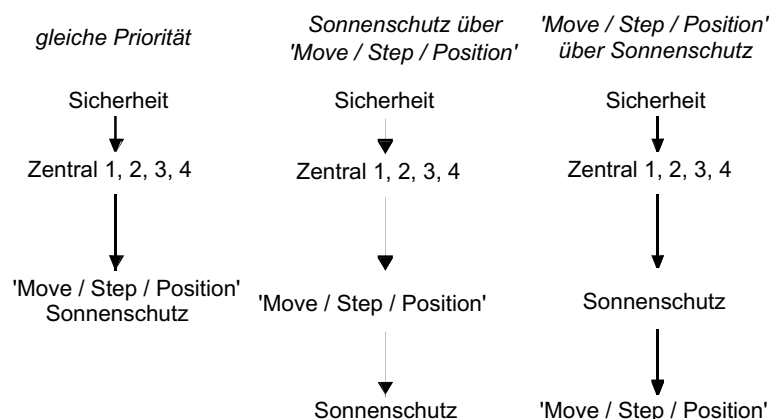 gleiche Priorität
Sicherheit
Zentral 1, 2, 3, 4
'Move / Step / Position'
Sonnenschutz
Sonnenschutz über
'Move / Step / Position'
Sicherheit
Zentral 1, 2, 3, 4
'Move / Step / Position'
Sonnenschutz
'Move / Step / Position'
über Sonnenschutz
Sicherheit
Zentral 1, 2, 3, 4
Sonnenschutz
'Move / Step / Position'